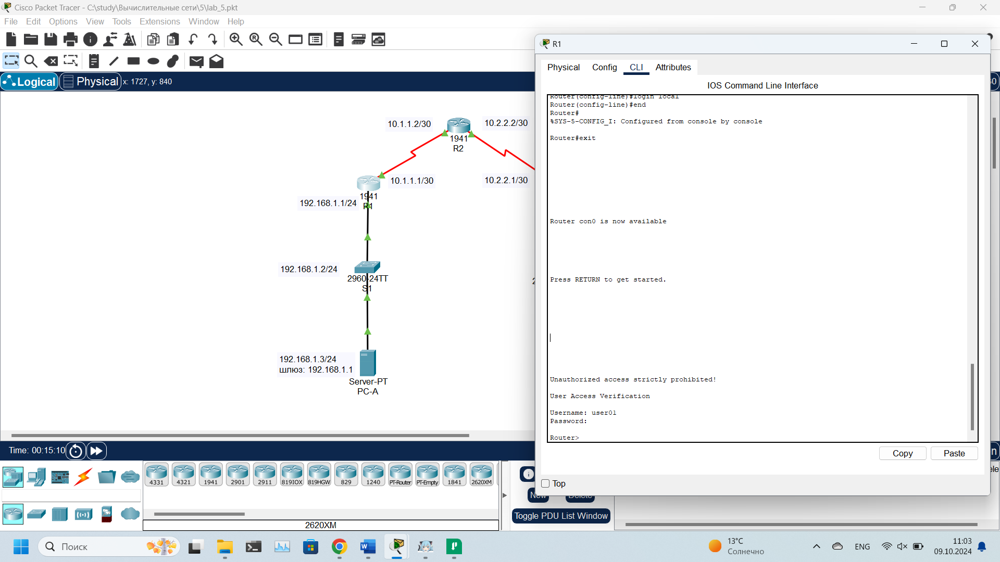 Cisco Packet Tracer - C:\study\Вычислительные сети\5\lab_5.pkt
File Edit Options View Tools Extensions Window Help
Logical Physical x: 1727, y: 840
10.1.1.2/30
10.2.2.2/30
1941
R2
10.1.1.1/30
10.2.2.1/30
1941
R1
192.168.1.1/24
192.168.1.2/24
2960-24TT
S1
192.168.1.3/24
шлюз: 192.168.1.1
Server-PT
PC-A
R1
Physical Config CLI Attributes
IOS Command Line Interface
Router(config-line)#login local
Router(config-line)#end
Router#
%SYS-5-CONFIG_I: Configured from console by console
Router#exit
Router con0 is now available
Press RETURN to get started.
Unauthorized access strictly prohibited!
User Access Verification
Username: user01
Password:
Router>
Copy Paste
Top
Time: 00:15:10
4331 4321 1941 2901 2911 819IOX 819HGW 829 1240 PT-Router PT-Empty 1841 2620XM
2620XM
New Delete
Toggle PDU List Window
Поиск
13°C
Солнечно
ENG
11:03
09.10.2024